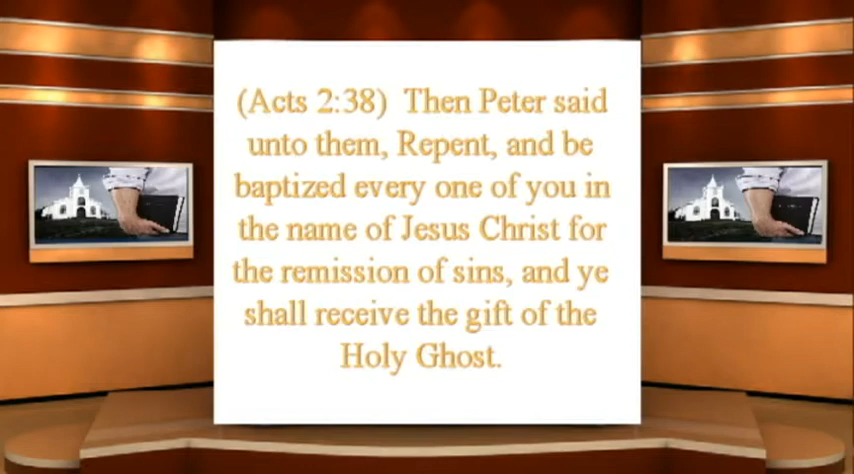 (Acts 2:38)  Then Peter said
unto them, Repent, and be
baptized every one of you in
the name of Jesus Christ for
the remission of sins, and ye
shall receive the gift of the
Holy Ghost.